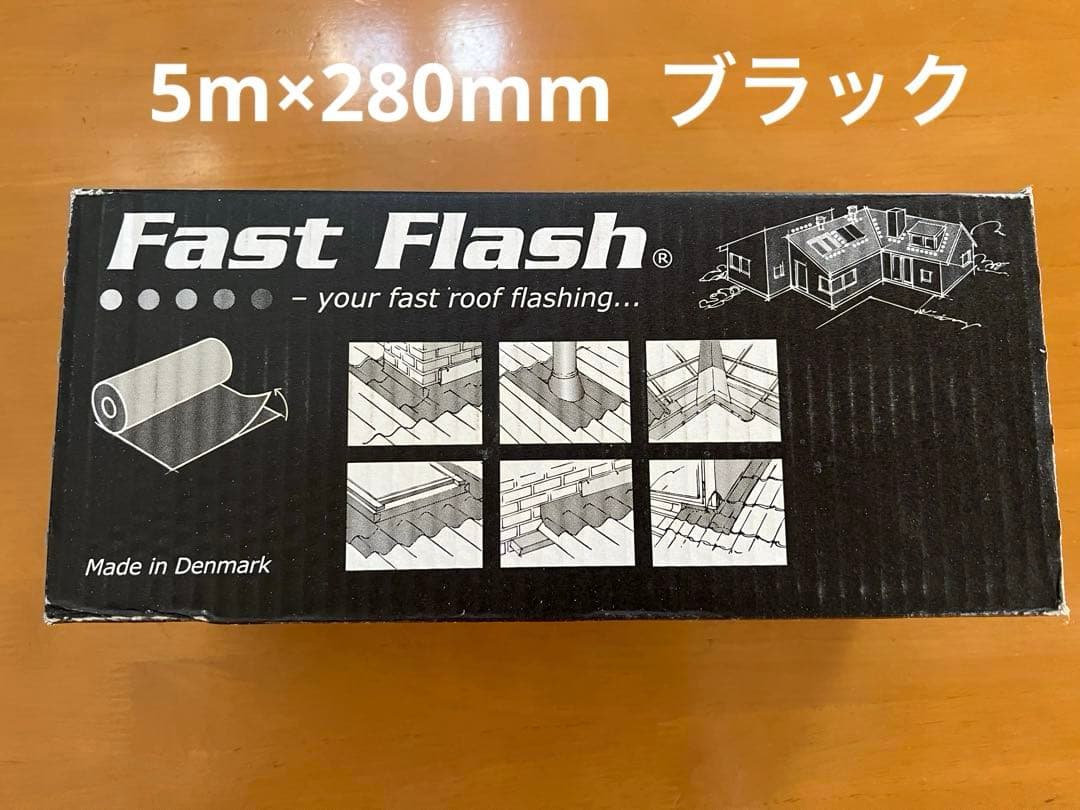 5m×280mm ブラック
Fast Flash®
– your fast roof flashing...
Made in Denmark